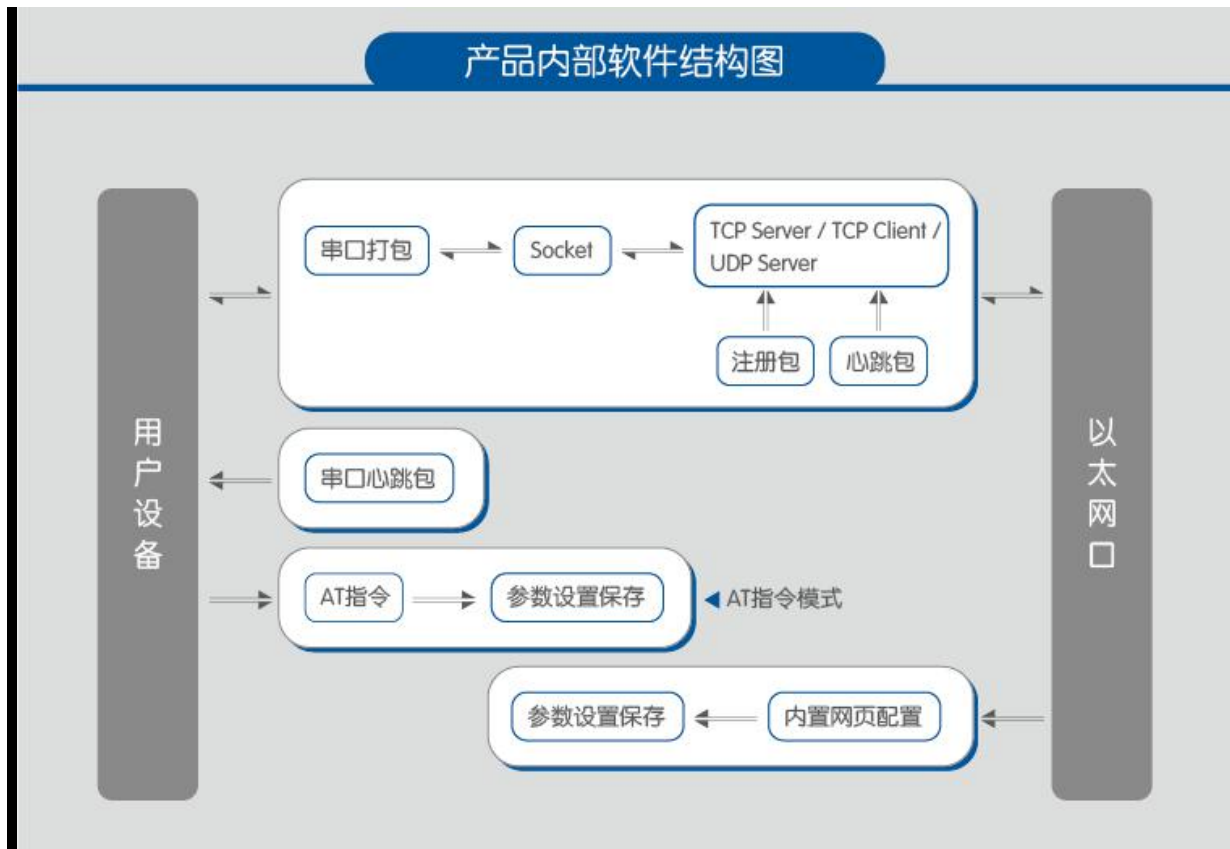 产品内部软件结构图
串口打包
Socket
TCP Server / TCP Client /
UDP Server
注册包
心跳包
用户设备
以太网口
串口心跳包
AT指令
参数设置保存
AT指令模式
参数设置保存
内置网页配置